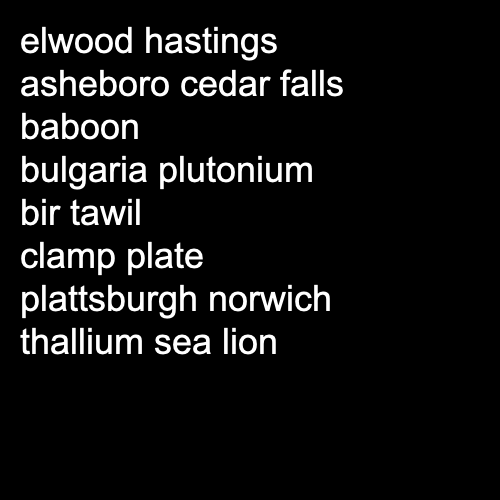 elwood hastings
asheboro cedar falls
baboon
bulgaria plutonium
bir tawil
clamp plate
plattsburgh norwich
thallium sea lion